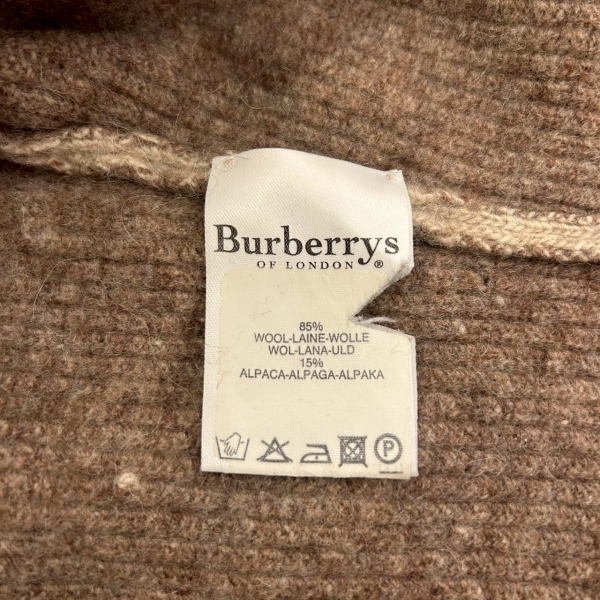 Burberrys
OF LONDON ®
85%
WOOL-LAINE-WOLLE
WOL-LANA-ULD
15%
ALPACA-ALPAGA-ALPAKA
P